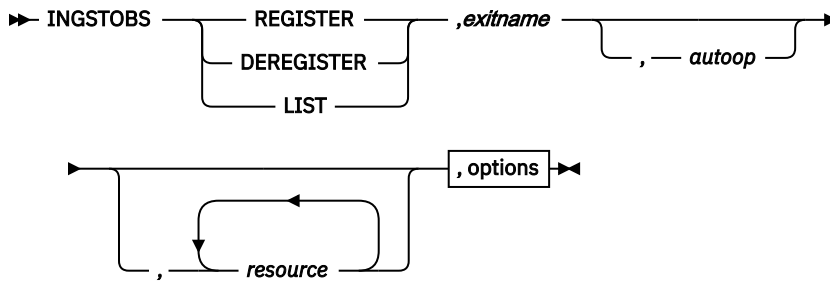 INGSTOBS REGISTER ,exitname
DEREGISTER , autoop
LIST
, options
, resource